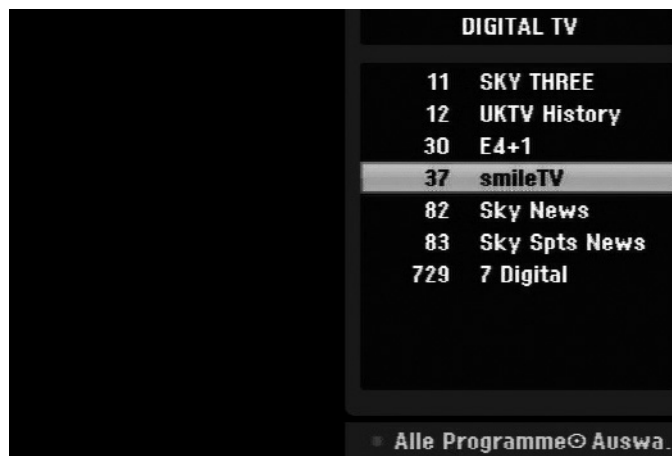 DIGITAL TV
11 SKY THREE
12 UKTV History
30 E4+1
37 smileTV
82 Sky News
83 Sky Spts News
729 7 Digital
Alle Programme Auswa.